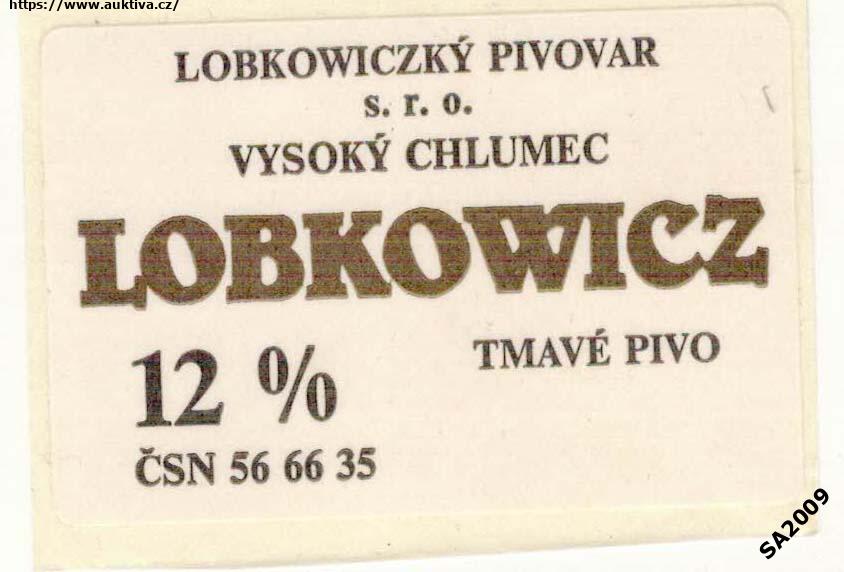 https://www.auktiva.cz/
LOBKOWICZKÝ PIVOVAR
s. r. o.
VYSOKÝ CHLUMEC
LOBKOWICZ
12 %
TMAVÉ PIVO
ČSN 56 66 35
SA2009